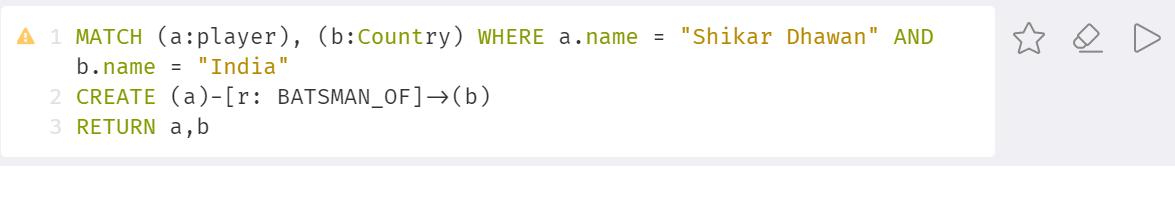 1 MATCH (a:player), (b:Country) WHERE a.name = "Shikar Dhawan" AND
b.name = "India"
2 CREATE (a)-[r: BATSMAN_OF]->(b)
3 RETURN a,b